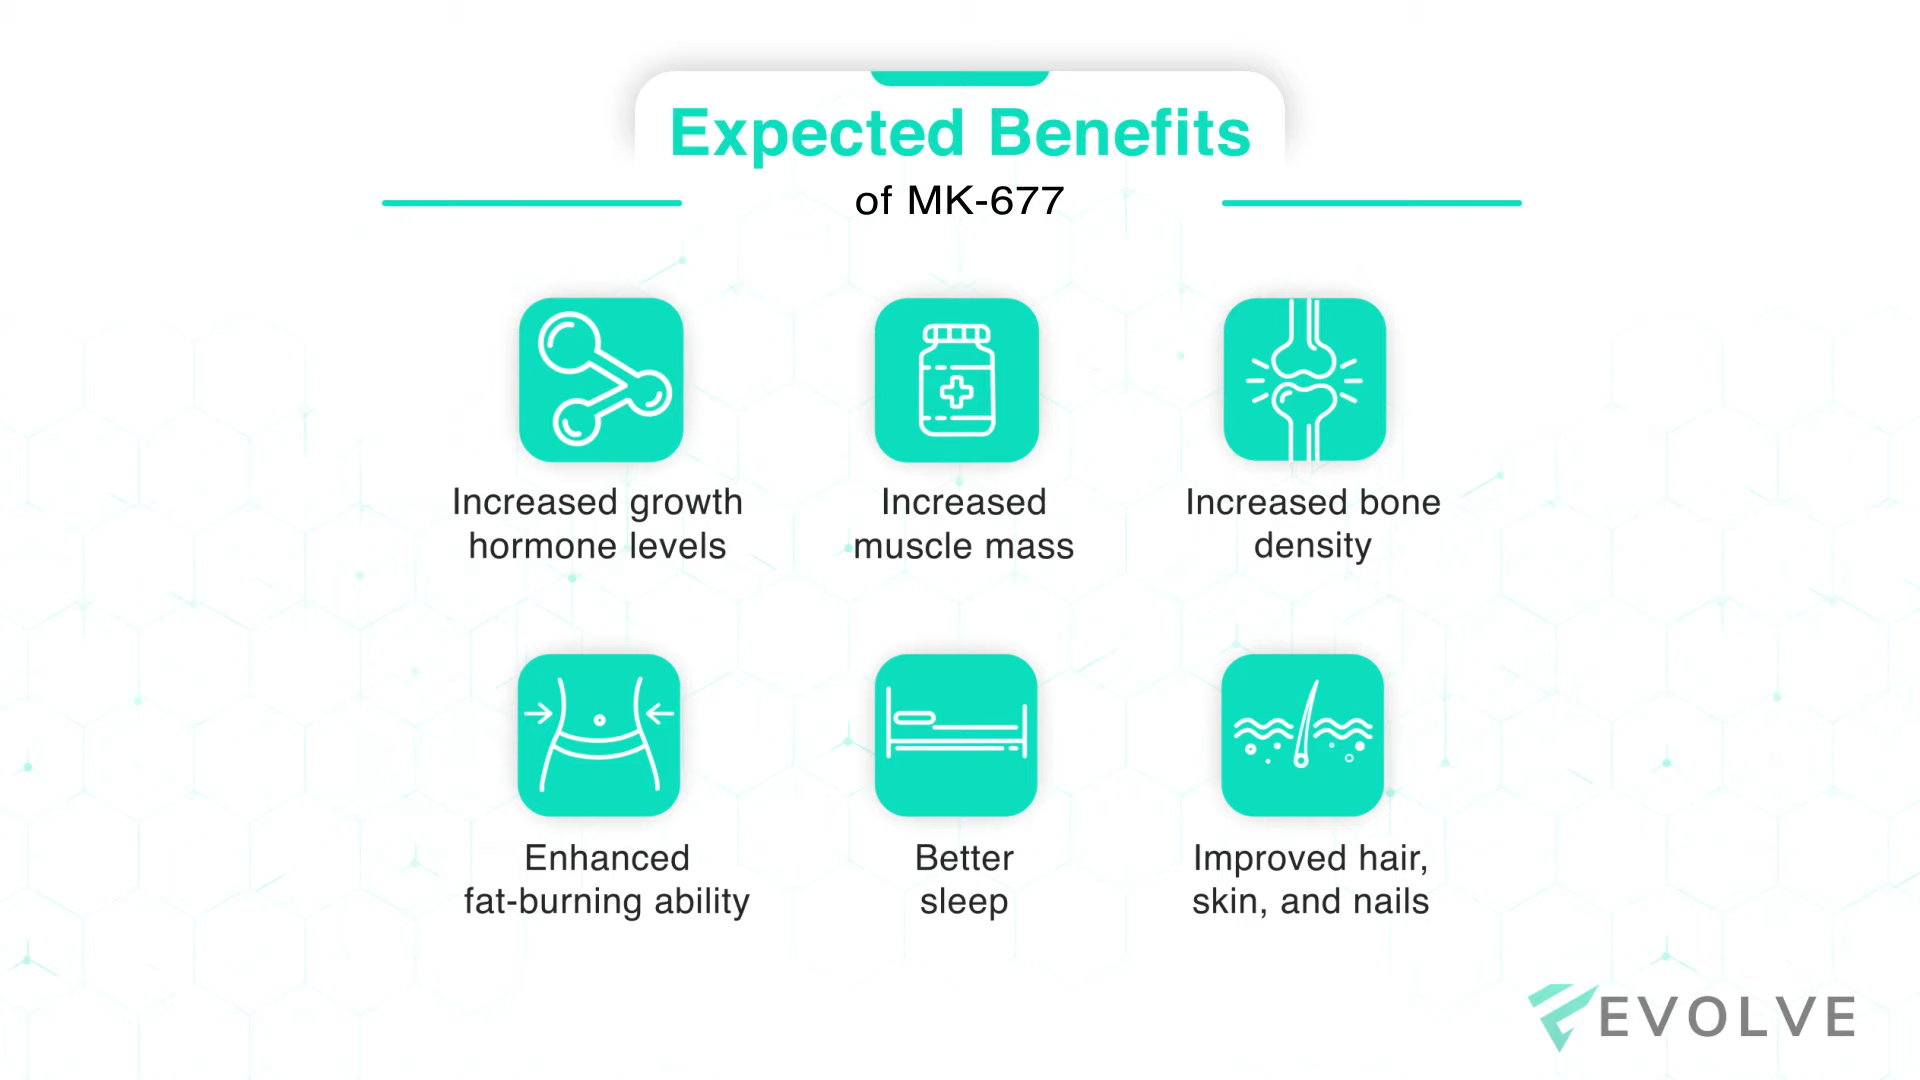 Expected Benefits
of MK-677
Increased growth
hormone levels
Increased
muscle mass
Increased bone
density
Enhanced
fat-burning ability
Better
sleep
Improved hair,
skin, and nails
EVOLVE